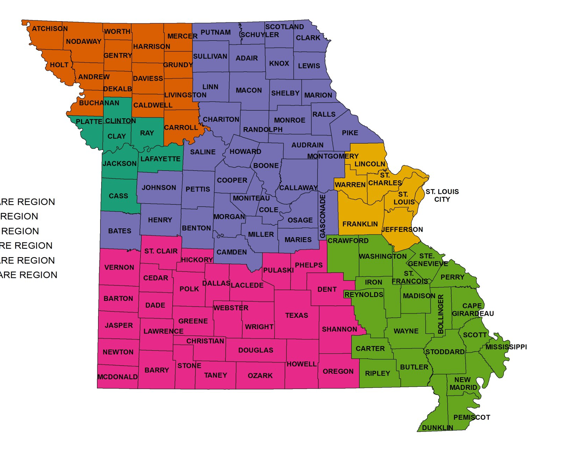 ATCHISON
WORTH
NODAWAY
HARRISON
MERCER
PUTNAM
SCHUYLER
SCOTLAND
CLARK
GENTRY
SULLIVAN
ADAIR
KNOX
LEWIS
HOLT
GRUNDY
ANDREW
DAVIESS
DEKALB
LINN
MACON
SHELBY
MARION
LIVINGSTON
BUCHANAN
CALDWELL
CHARITON
RANDOLPH
MONROE
RALLS
PLATTE
CLINTON
CARROLL
PIKE
CLAY
RAY
AUDRAIN
SALINE
HOWARD
BOONE
MONTGOMERY
LINCOLN
JACKSON
LAFAYETTE
COOPER
CALLAWAY
WARREN
ST.
CHARLES
JOHNSON
PETTIS
MONITEAU
ST.
LOUIS
ST. LOUIS
CITY
CASS
COLE
OSAGE
GASCONADE
FRANKLIN
JEFFERSON
ARE REGION
REGION
REGION
RE REGION
ARE REGION
ARE REGION
BATES
HENRY
BENTON
MORGAN
MILLER
MARIES
CAMDEN
CRAWFORD
WASHINGTON
STE.
GENEVIEVE
ST. CLAIR
HICKORY
PULASKI
PHELPS
ST.
FRANCOIS
PERRY
VERNON
CEDAR
POLK
DALLAS
LACLEDE
DENT
IRON
REYNOLDS
MADISON
BOLLINGER
CAPE
GIRARDEAU
BARTON
DADE
GREENE
WEBSTER
WRIGHT
TEXAS
SHANNON
WAYNE
SCOTT
JASPER
LAWRENCE
CHRISTIAN
DOUGLAS
CARTER
STODDARD
MISSISSIPPI
NEWTON
BARRY
STONE
TANEY
OZARK
HOWELL
OREGON
RIPLEY
BUTLER
MCDONALD
NEW
MADRID
PEMISCOT
DUNKLIN